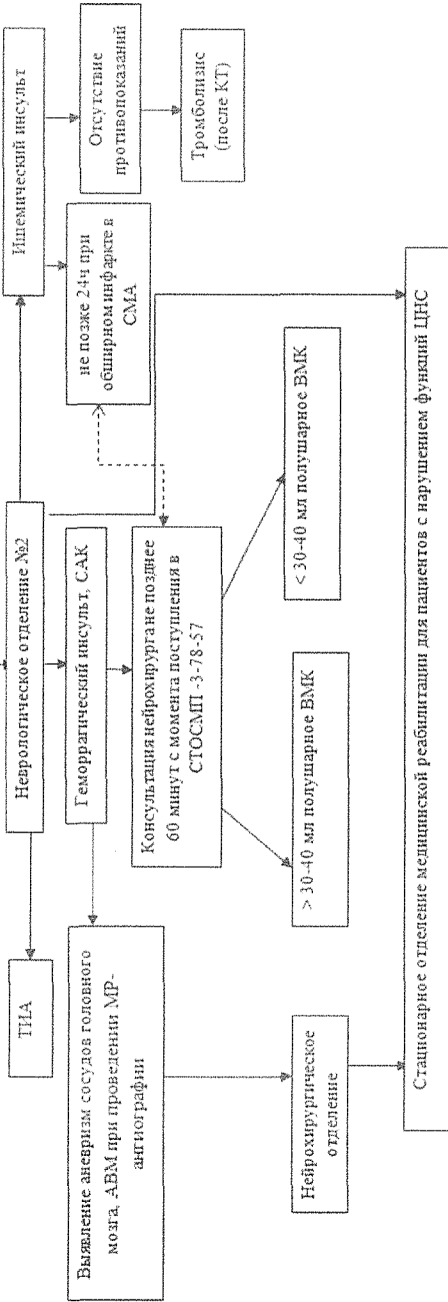 Неврологическое отделение №2
ТИА
Геморрагический инсульт, САК
Ишемический инсульт
Выявление аневризм сосудов головного
мозга, АВМ при проведении МР-
ангиографии
Консультация нейрохирурга не позднее
60 минут с момента поступления в
СТОСМП -3-78-57
не позже 24ч при
обширном инфаркте в
СМА
Отсутствие
противопоказаний
Тромболизис
(после КТ)
Нейрохирургическое
отделение
> 30-40 мл полушарное ВМК
< 30-40 мл полушарное ВМК
Стационарное отделение медицинской реабилитации для пациентов с нарушением функций ЦНС